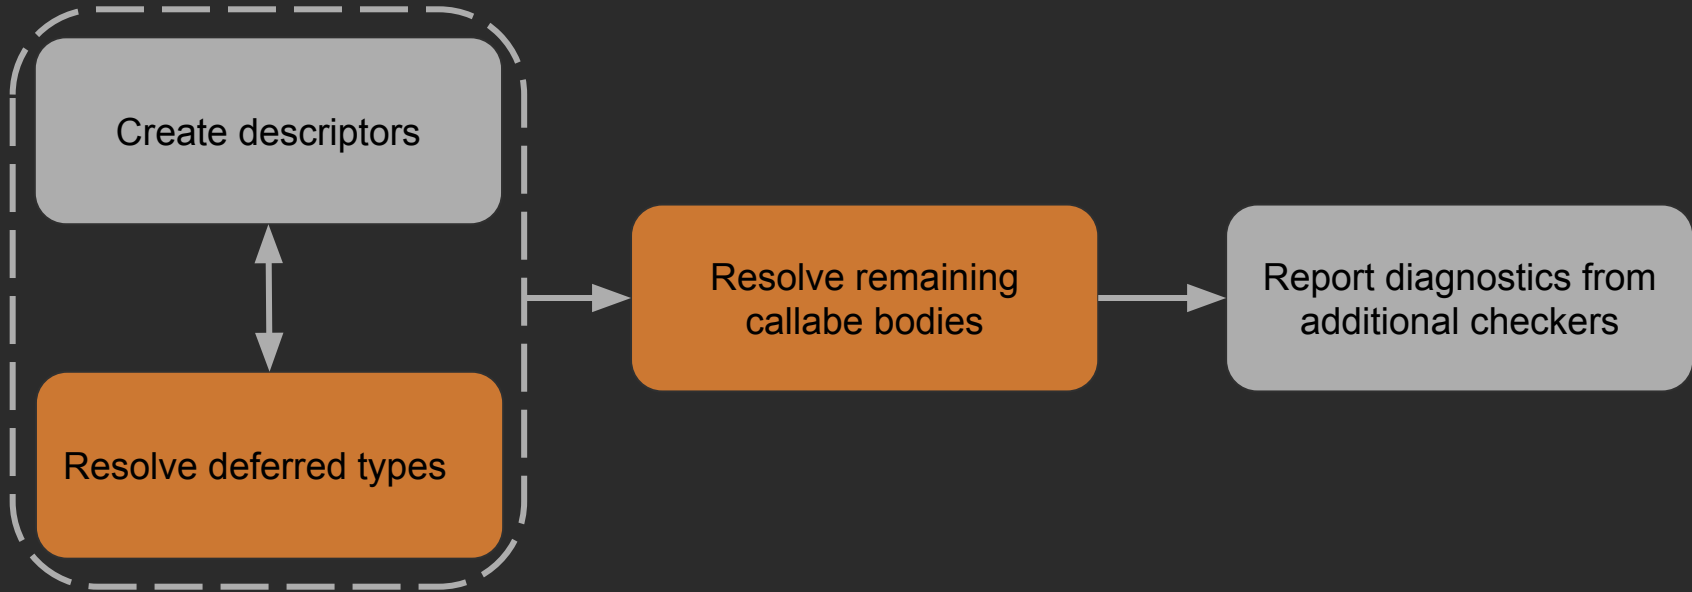 Create descriptors
Resolve deferred types
Resolve remaining
callabe bodies
Report diagnostics from
additional checkers